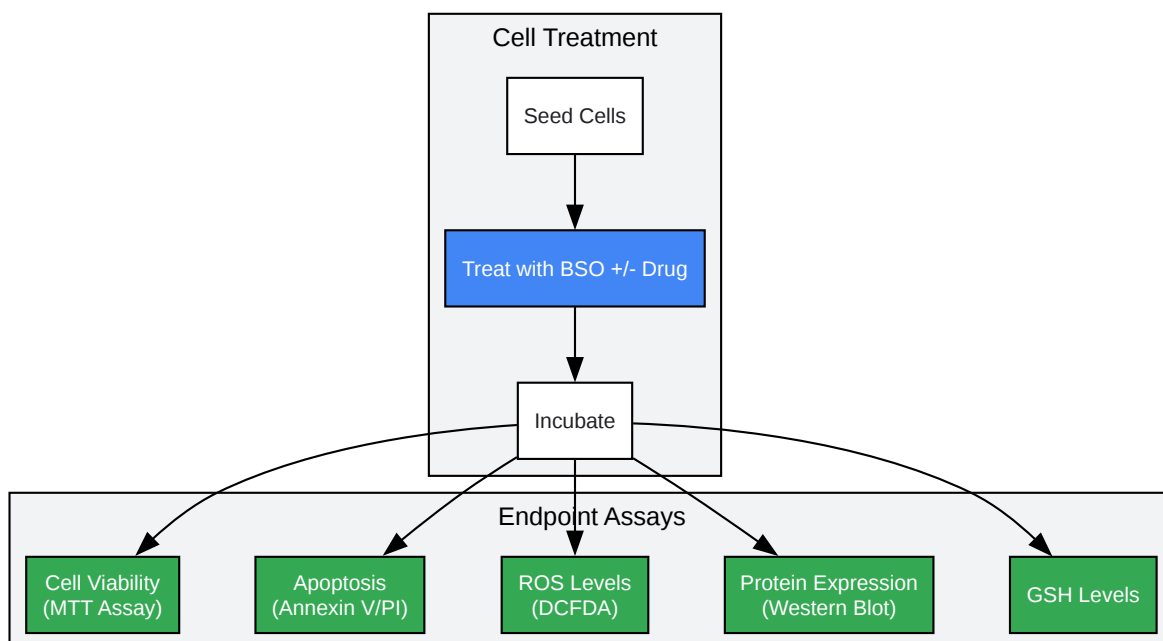 Cell Treatment
Seed Cells
Treat with BSO +/- Drug
Incubate
Endpoint Assays
Cell Viability
(MTT Assay)
Apoptosis
(Annexin V/PI)
ROS Levels
(DCFDA)
Protein Expression
(Western Blot)
GSH Levels